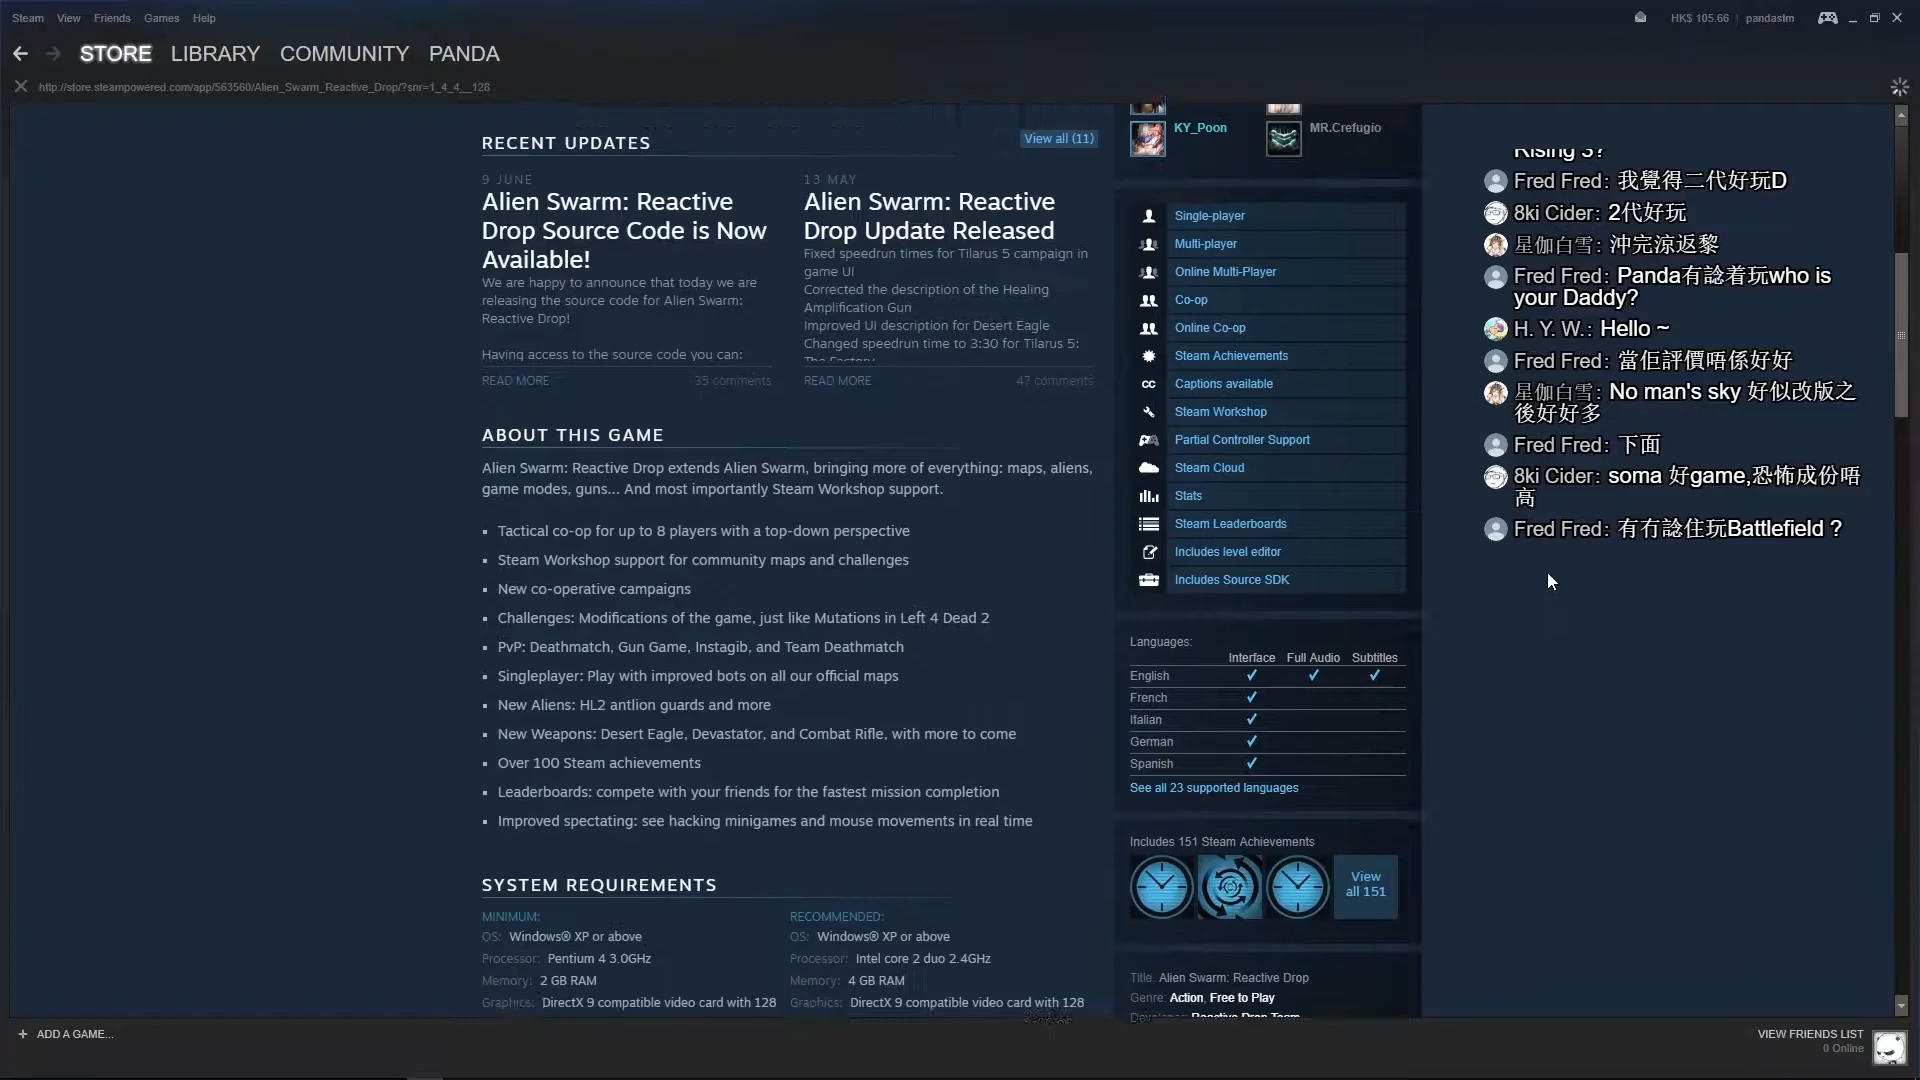 Steam View Friends Games Help
HK$ 105.66 | pandastm
STORE LIBRARY COMMUNITY PANDA
http://store.steampowered.com/app/563560/Alien_Swarm_Reactive_Drop/?snr=1_4_4__128
RECENT UPDATES
View all (11)
9 JUNE
Alien Swarm: Reactive
Drop Source Code is Now
Available!
We are happy to announce that today we are
releasing the source code for Alien Swarm:
Reactive Drop!
Having access to the source code you can:
READ MORE
35 comments
13 MAY
Alien Swarm: Reactive
Drop Update Released
Fixed speedrun times for Tilarus 5 campaign in
game UI
Corrected the description of the Healing
Amplification Gun
Improved UI description for Desert Eagle
Changed speedrun time to 3:30 for Tilarus 5:
The Factory
READ MORE
47 comments
ABOUT THIS GAME
Alien Swarm: Reactive Drop extends Alien Swarm, bringing more of everything: maps, aliens,
game modes, guns... And most importantly Steam Workshop support.
Tactical co-op for up to 8 players with a top-down perspective
Steam Workshop support for community maps and challenges
New co-operative campaigns
Challenges: Modifications of the game, just like Mutations in Left 4 Dead 2
PvP: Deathmatch, Gun Game, Instagib, and Team Deathmatch
Singleplayer: Play with improved bots on all our official maps
New Aliens: HL2 antlion guards and more
New Weapons: Desert Eagle, Devastator, and Combat Rifle, with more to come
Over 100 Steam achievements
Leaderboards: compete with your friends for the fastest mission completion
Improved spectating: see hacking minigames and mouse movements in real time
SYSTEM REQUIREMENTS
MINIMUM:
OS: Windows® XP or above
Processor: Pentium 4 3.0GHz
Memory: 2 GB RAM
Graphics: DirectX 9 compatible video card with 128
RECOMMENDED:
OS: Windows® XP or above
Processor: Intel core 2 duo 2.4GHz
Memory: 4 GB RAM
Graphics: DirectX 9 compatible video card with 128
KY_Poon
MR.Crefugio
Single-player
Multi-player
Online Multi-Player
Co-op
Online Co-op
Steam Achievements
CC Captions available
Steam Workshop
Partial Controller Support
Steam Cloud
Stats
Steam Leaderboards
Includes level editor
Includes Source SDK
Languages:
Interface Full Audio Subtitles
English ✓ ✓ ✓
French ✓
Italian ✓
German ✓
Spanish ✓
See all 23 supported languages
Includes 151 Steam Achievements
View
all 151
Title: Alien Swarm: Reactive Drop
Genre: Action, Free to Play
Developer: Reactive Drop Team
Rising 3?
Fred Fred: 我覺得二代好玩D
8ki Cider: 2代好玩
星伽白雪: 沖完涼返黎
Fred Fred: Panda有諗着玩who is
your Daddy?
H. Y. W.: Hello ~
Fred Fred: 當佢評價唔係好好
星伽白雪: No man's sky 好似改版之
後好好多
Fred Fred: 下面
8ki Cider: soma 好game,恐怖成份唔
高
Fred Fred: 有冇諗住玩Battlefield ?
+ ADD A GAME...
VIEW FRIENDS LIST
0 Online